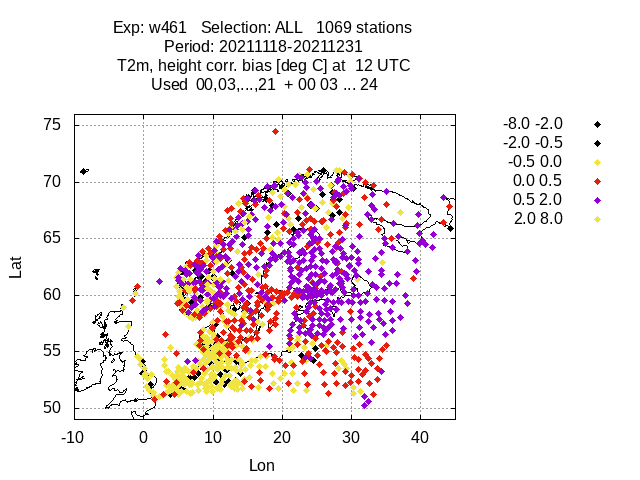 Exp: w461   Selection: ALL   1069 stations
Period: 20211118-20211231
T2m, height corr. bias [deg C] at  12 UTC
Used  00,03,...,21  + 00 03 ... 24
-8.0 -2.0
-2.0 -0.5
-0.5 0.0
0.0 0.5
0.5 2.0
2.0 8.0
75
70
65
60
55
50
Lat
-10 0 10 20 30 40
Lon